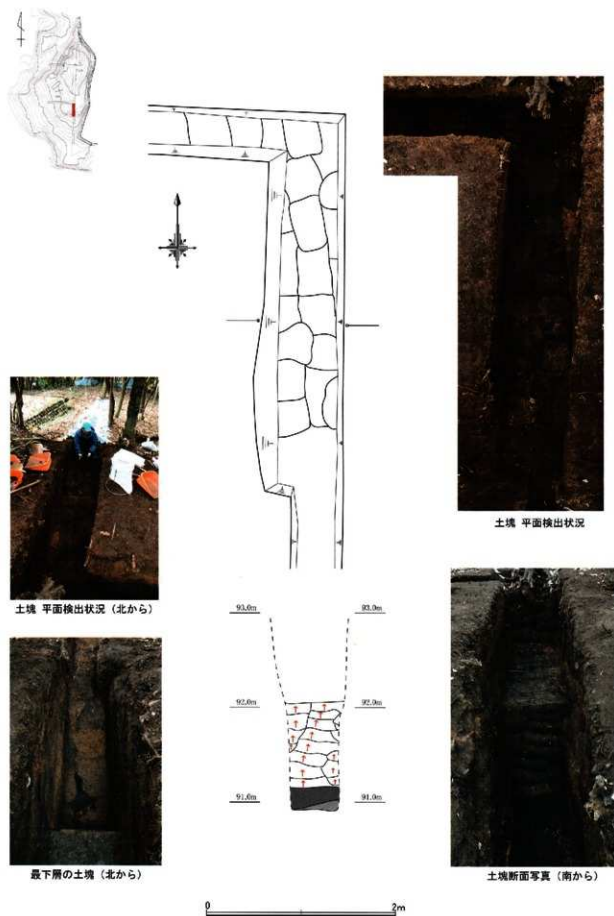 土塊 平面検出状況
土塊 平面検出状況（北から）
93.0m 93.0m
92.0m 92.0m
91.0m 91.0m
最下層の土塊（北から）
土塊断面写真（南から）
0 2m